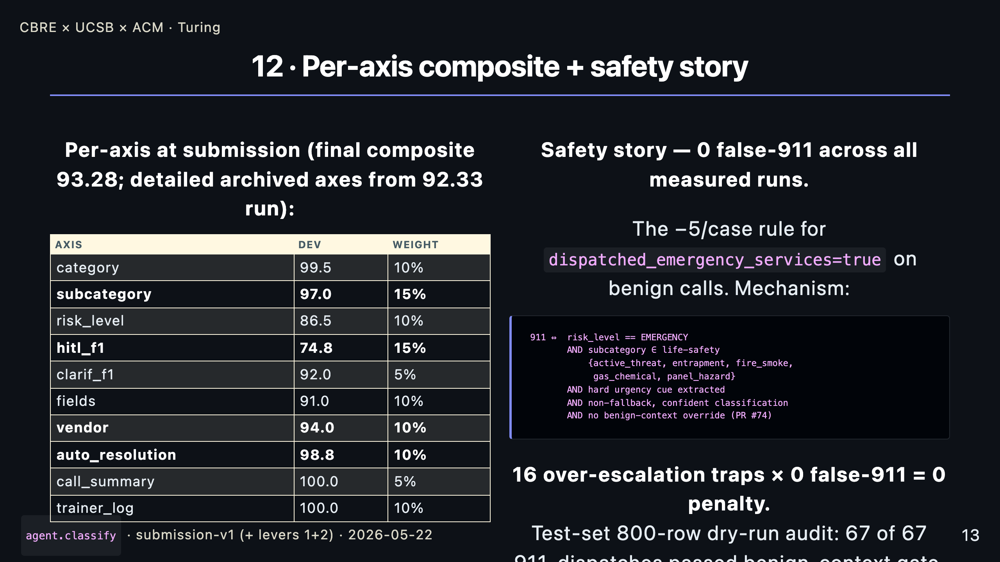 CBRE × UCSB × ACM · Turing
12 · Per-axis composite + safety story
Per-axis at submission (final composite
93.28; detailed archived axes from 92.33
run):
AXIS DEV WEIGHT
category 99.5 10%
subcategory 97.0 15%
risk_level 86.5 10%
hitl_f1 74.8 15%
clarif_f1 92.0 5%
fields 91.0 10%
vendor 94.0 10%
auto_resolution 98.8 10%
call_summary 100.0 5%
trainer_log 100.0 10%
Safety story — 0 false-911 across all
measured runs.
The −5/case rule for
dispatched_emergency_services=true on
benign calls. Mechanism:
911 ⇔ risk_level == EMERGENCY
AND subcategory ∈ life-safety
{active_threat, entrapment, fire_smoke,
gas_chemical, panel_hazard}
AND hard urgency cue extracted
AND non-fallback, confident classification
AND no benign-context override (PR #74)
16 over-escalation traps × 0 false-911 = 0
penalty.
Test-set 800-row dry-run audit: 67 of 67
911 dispatches passed benign context gate
agent.classify · submission-v1 (+ levers 1+2) · 2026-05-22
13